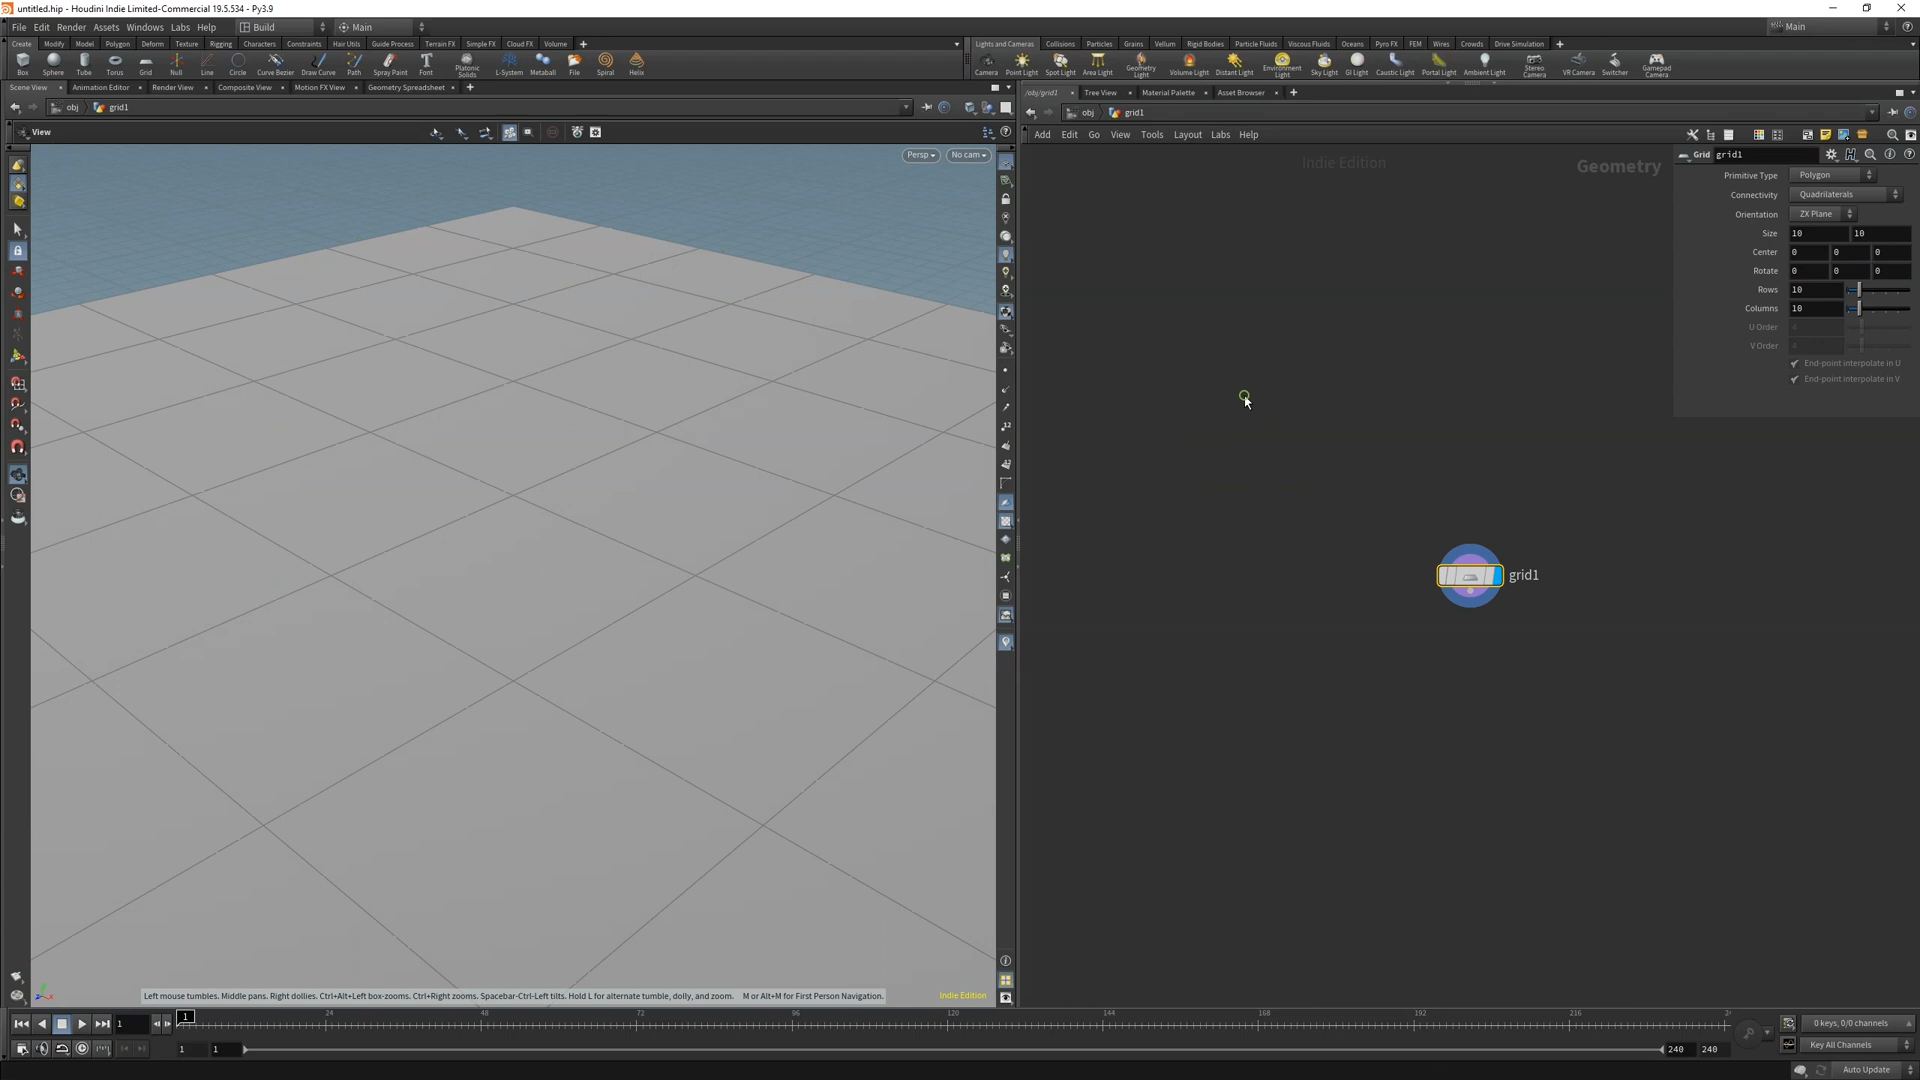 untitled.hip - Houdini Indie Limited-Commercial 19.5.534 - Py3.9
File Edit Render Assets Windows Labs Help Build Main Main
Create Modify Model Polygon Deform Texture Rigging Characters Constraints Hair Utils Guide Process Terrain FX Simple FX Cloud FX Volume
Lights and Cameras Collisions Particles Grains Vellum Rigid Bodies Particle Fluids Viscous Fluids Oceans Pyro FX FEM Wires Crowds Drive Simulation
Box Sphere Tube Torus Grid Null Line Circle Curve Bezier Draw Curve Path Spray Paint Font Platonic Solids L-System Metaball File Spiral Helix
Camera Point Light Spot Light Area Light Geometry Light Volume Light Distant Light Environment Light Sky Light GI Light Caustic Light Portal Light Ambient Light Stereo Camera VR Camera Switcher Gamepad Camera
Scene View Animation Editor Render View Composite View Motion FX View Geometry Spreadsheet
/obj/grid1 Tree View Material Palette Asset Browser
obj grid1
obj grid1
View
Add Edit Go View Tools Layout Labs Help
Persp No cam
Indie Edition
Geometry
Grid grid1
Primitive Type Polygon
Connectivity Quadrilaterals
Orientation ZX Plane
Size 10 10
Center 0 0 0
Rotate 0 0 0
Rows 10
Columns 10
U Order 4
V Order 4
End-point interpolate in U
End-point interpolate in V
grid1
Left mouse tumbles. Middle pans. Right dollies. Ctrl+Alt+Left box-zooms. Ctrl+Right zooms. Spacebar-Ctrl-Left tilts. Hold L for alternate tumble, dolly, and zoom. M or Alt+M for First Person Navigation.
Indie Edition
1 1 24 48 72 96 120 144 168 192 216
0 keys, 0/0 channels
1 1 240 240
Key All Channels
Auto Update